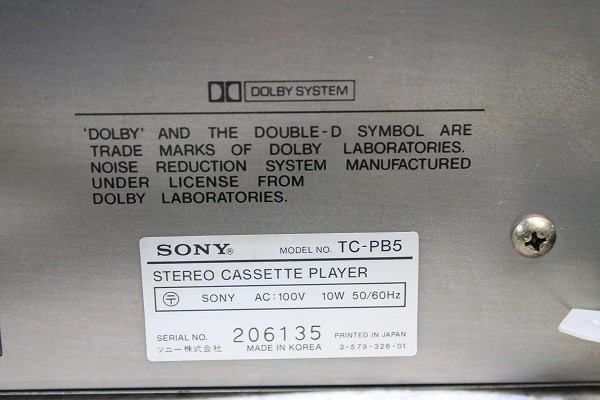 DOLBY SYSTEM
'DOLBY' AND THE DOUBLE-D SYMBOL ARE
TRADE MARKS OF DOLBY LABORATORIES.
NOISE REDUCTION SYSTEM MANUFACTURED
UNDER LICENSE FROM
DOLBY LABORATORIES.
SONY® MODEL NO. TC-PB5
STEREO CASSETTE PLAYER
〒 SONY AC:100V 10W 50/60Hz
SERIAL NO. 206135 PRINTED IN JAPAN
ソニー株式会社 MADE IN KOREA 3-579-326-01